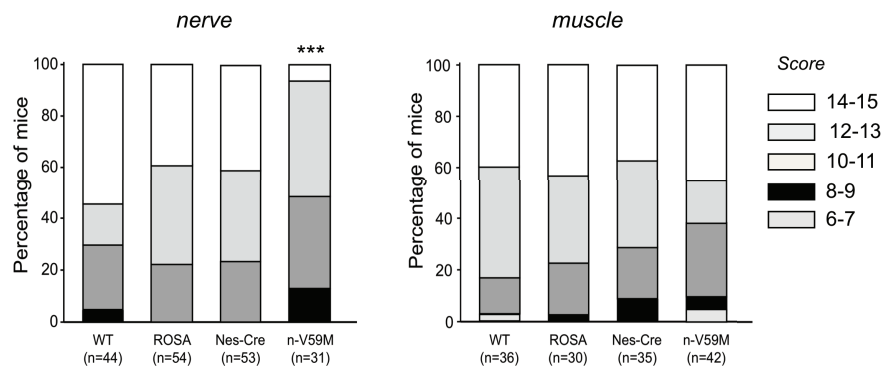 nerve
***
Percentage of mice
100
80
60
40
20
0
WT
(n=44)
ROSA
(n=54)
Nes-Cre
(n=53)
n-V59M
(n=31)
muscle
Percentage of mice
100
80
60
40
20
0
WT
(n=36)
ROSA
(n=30)
Nes-Cre
(n=35)
n-V59M
(n=42)
Score
14-15
12-13
10-11
8-9
6-7